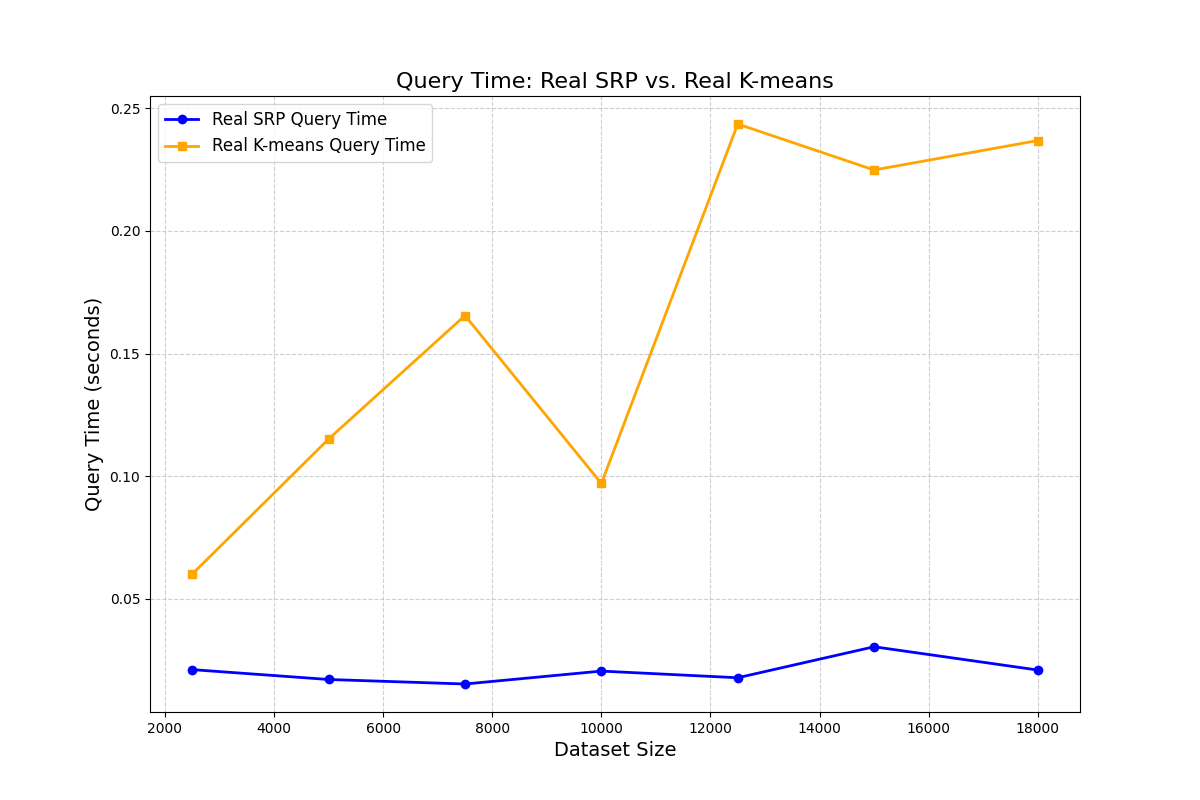 Query Time: Real SRP vs. Real K-means
Real SRP Query Time
Real K-means Query Time
Query Time (seconds)
0.25
0.20
0.15
0.10
0.05
2000 4000 6000 8000 10000 12000 14000 16000 18000
Dataset Size